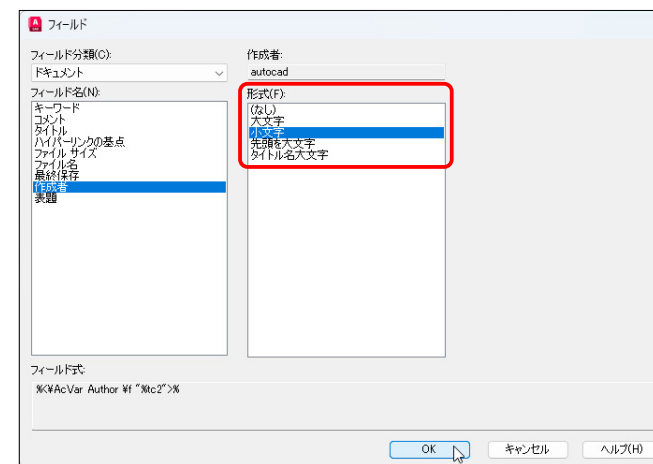 フィールド
フィールド分類(C):
ドキュメント
フィールド名(N):
キーワード
コメント
タイトル
ハイパーリンクの基点
ファイル サイズ
ファイル名
最終保存
作成者
表題
作成者:
autocad
形式(F):
(なし)
大文字
小文字
先頭を大文字
タイトル名大文字
フィールド式:
%<¥AcVar Author ¥f "%tc2">%
OK
キャンセル
ヘルプ(H)